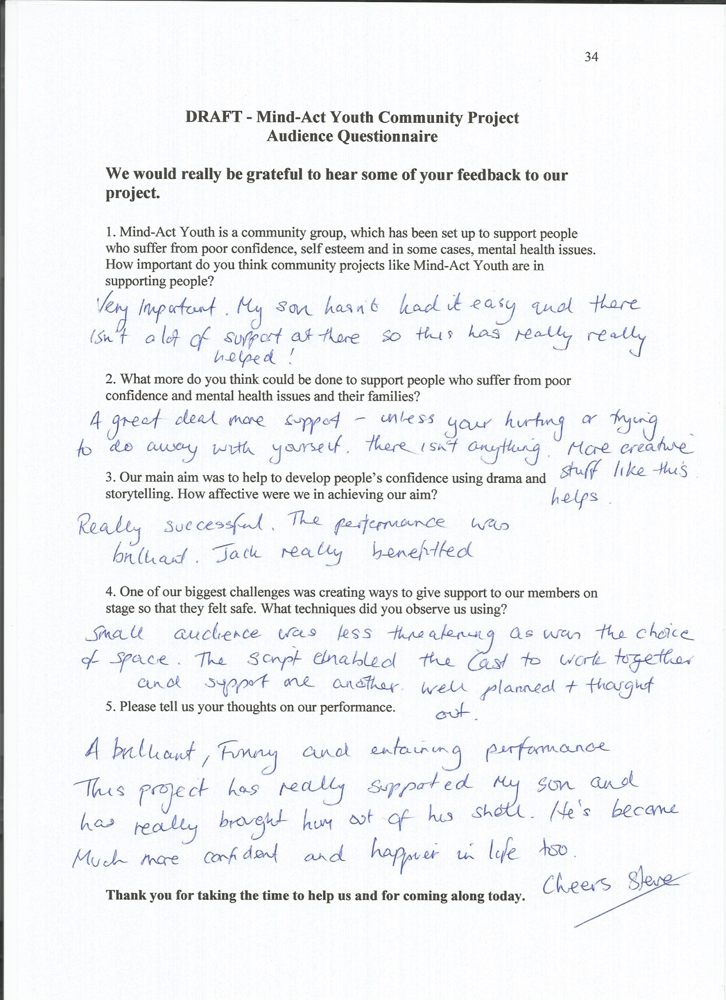 34
DRAFT - Mind-Act Youth Community Project
Audience Questionnaire
We would really be grateful to hear some of your feedback to our
project.
1. Mind-Act Youth is a community group, which has been set up to support people
who suffer from poor confidence, self esteem and in some cases, mental health issues.
How important do you think community projects like Mind-Act Youth are in
supporting people?
Very Important. My son hasn't had it easy and there
isn't a lot of support out there so this has really really
helped!
2. What more do you think could be done to support people who suffer from poor
confidence and mental health issues and their families?
A great deal more support - unless your hurting or trying
to do away with yourself. there isn't anything. More creative
stuff like this.
helps.
3. Our main aim was to help to develop people's confidence using drama and
storytelling. How affective were we in achieving our aim?
Really successful. The performance was
brilliant. Jack really benefitted
4. One of our biggest challenges was creating ways to give support to our members on
stage so that they felt safe. What techniques did you observe us using?
Small audience was less threatening as was the choice
of space. The script enabled the cast to work together
and support one another. well planned + thought
out.
5. Please tell us your thoughts on our performance.
A brilliant, Funny and entaining performance
This project has really supported My son and
has really brought him out of his shell. He's become
Much more confident and happier in life too.
Cheers Steve
Thank you for taking the time to help us and for coming along today.